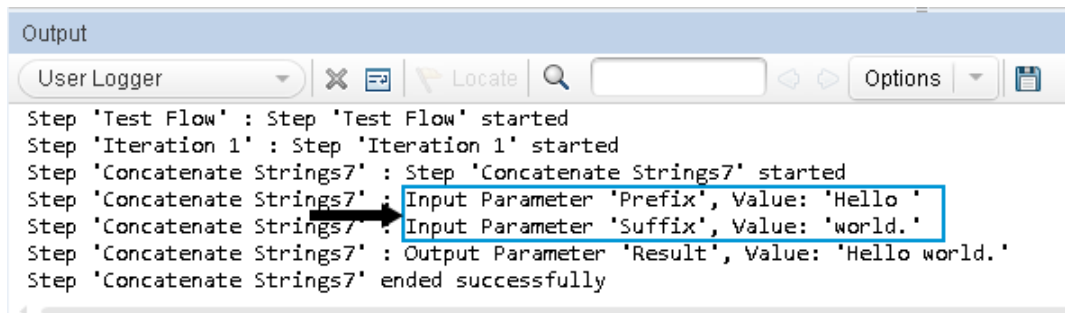 Output
User Logger Locate Options
Step 'Test Flow' : Step 'Test Flow' started
Step 'Iteration 1' : Step 'Iteration 1' started
Step 'Concatenate Strings7' : Step 'Concatenate Strings7' started
Step 'Concatenate Strings7' : Input Parameter 'Prefix', Value: 'Hello '
Step 'Concatenate Strings7' : Input Parameter 'Suffix', Value: 'world.'
Step 'Concatenate Strings7' : Output Parameter 'Result', Value: 'Hello world.'
Step 'Concatenate Strings7' ended successfully